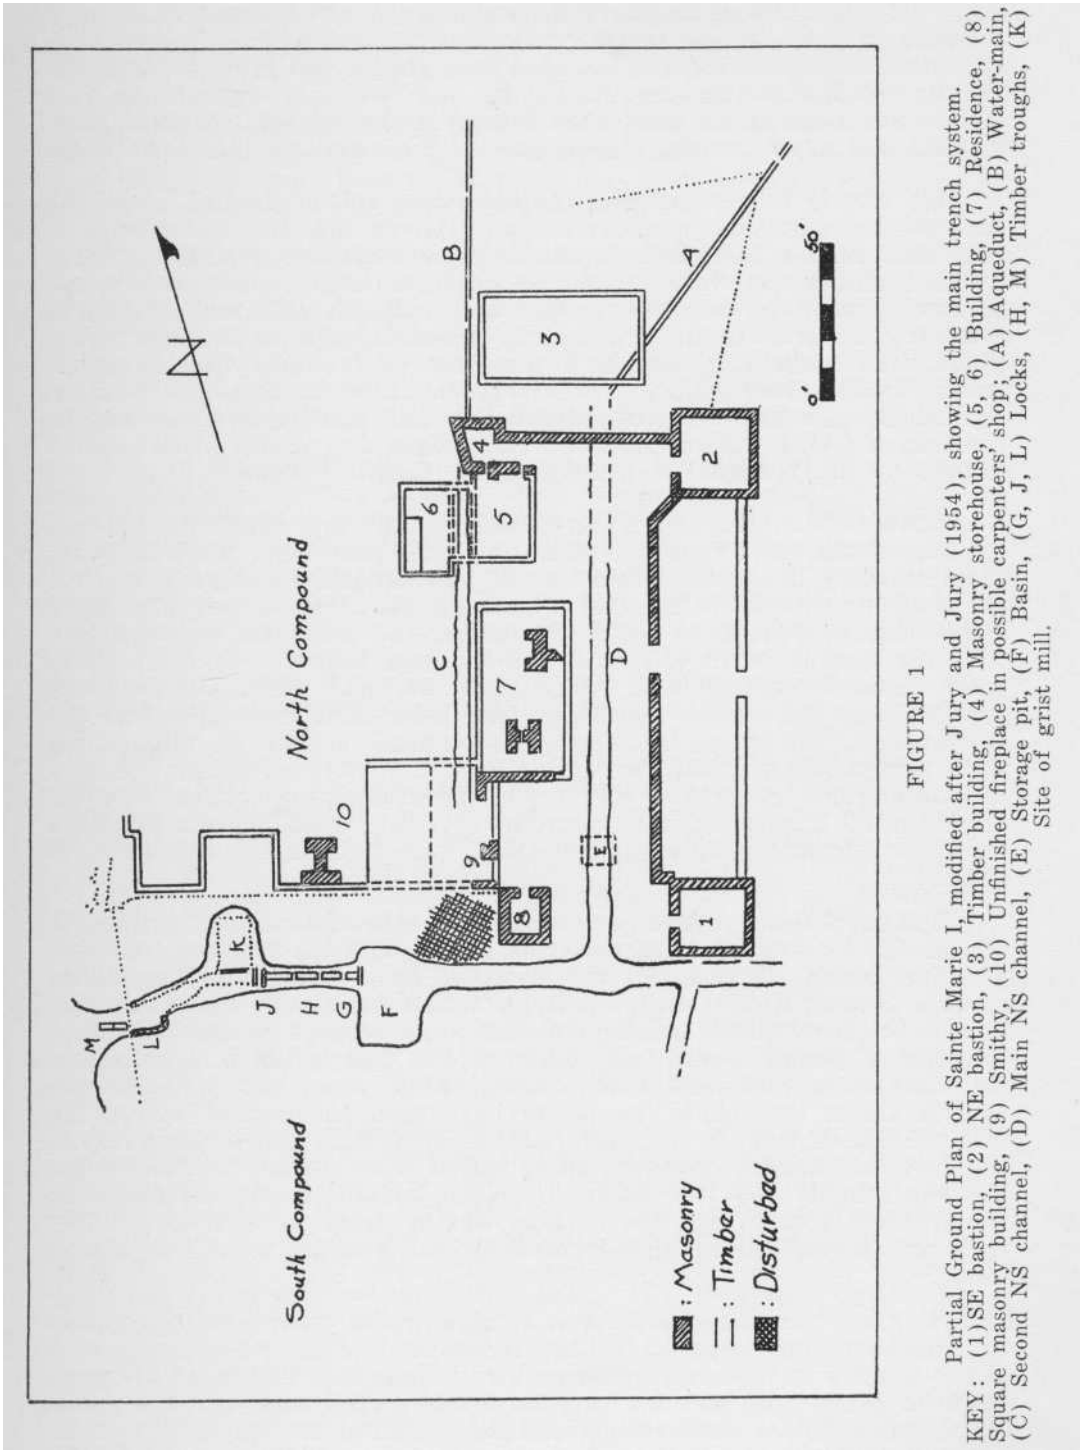 N
North Compound
South Compound
B
A
3
4
2
6
5
C
7
D
10
9
8
E
1
K
J
H
G
F
M
L
0'
50'
: Masonry
: Timber
: Disturbed
FIGURE 1
Partial Ground Plan of Sainte Marie I, modified after Jury and Jury (1954), showing the main trench system.
KEY: (1)SE bastion, (2) NE bastion, (3) Timber building, (4) Masonry storehouse, (5, 6) Building, (7) Residence, (8)
Square masonry building, (9) Smithy, (10) Unfinished fireplace in possible carpenters' shop; (A) Aqueduct, (B) Water-main,
(C) Second NS channel, (D) Main NS channel, (E) Storage pit, (F) Basin, (G, J, L) Locks, (H, M) Timber troughs, (K)
Site of grist mill.